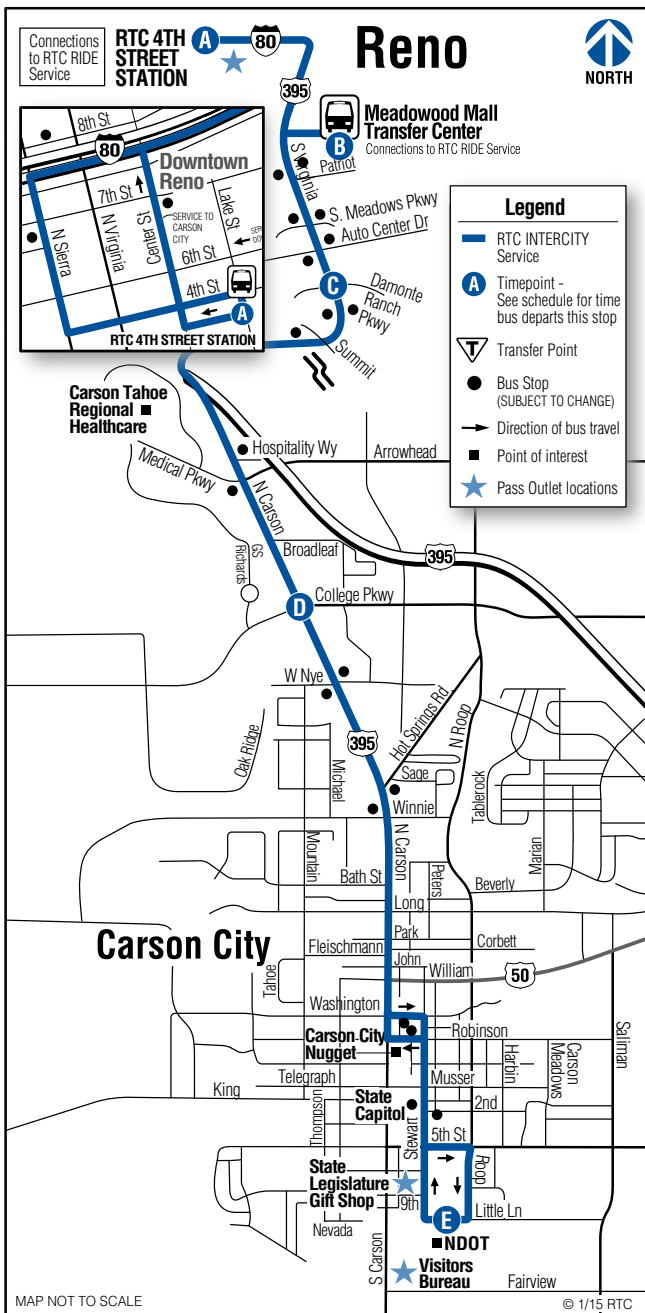 Connections
to RTC RIDE
Service
RTC 4TH
STREET
STATION
A
80
Reno
NORTH
395
Meadowood Mall
Transfer Center
Connections to RTC RIDE Service
B
S Virginia
Patriot
S. Meadows Pkwy
Auto Center Dr
C
Damonte
Ranch
Pkwy
Summit
8th St
80
Downtown
Reno
7th St
SERVICE TO
CARSON
CITY
Lake St
N Sierra
N Virginia
Center St
6th St
4th St
A
RTC 4TH STREET STATION
Legend
RTC INTERCITY
Service
A
Timepoint -
See schedule for time
bus departs this stop
T
Transfer Point
Bus Stop
(SUBJECT TO CHANGE)
Direction of bus travel
Point of interest
Pass Outlet locations
Carson Tahoe
Regional
Healthcare
Hospitality Wy
Arrowhead
Medical Pkwy
N Carson
GS
Richards
Broadleaf
395
College Pkwy
D
W Nye
Oak Ridge
395
Hot Springs Rd
N Roop
Michael
Sage
Winnie
Tablerock
Marian
Mountain
N Carson
Bath St
Peters
Beverly
Long
Carson City
Park
Fleischmann
Corbett
John
Tahoe
William
50
Washington
Robinson
Carson City
Nugget
Harbin
Carson
Meadows
Saliman
Telegraph
Musser
King
State
Capitol
2nd
Thompson
Stewart
5th St
State
Legislature
Gift Shop
Roop
9th
Little Ln
Nevada
E
NDOT
S Carson
Visitors
Bureau
Fairview
MAP NOT TO SCALE
© 1/15 RTC